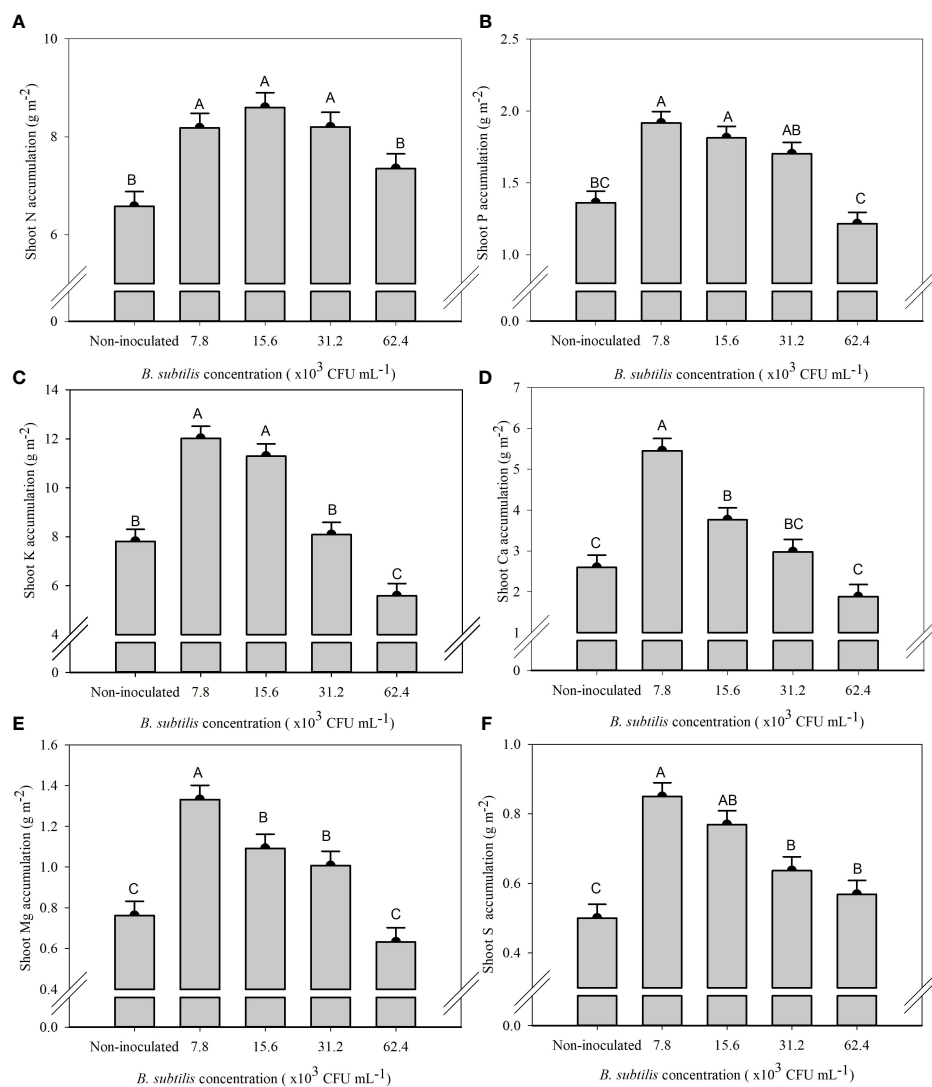 A
Shoot N accumulation (g m-2)
10
8
6
0
B
A
A
A
B
Non-inoculated 7.8 15.6 31.2 62.4
B. subtilis concentration ( x10^3 CFU mL-1)
B
Shoot P accumulation (g m-2)
2.5
2.0
1.5
1.0
0.0
BC
A
A
AB
C
Non-inoculated 7.8 15.6 31.2 62.4
B. subtilis concentration ( x10^3 CFU mL-1)
C
Shoot K accumulation (g m-2)
14
12
10
8
6
4
0
B
A
A
B
C
Non-inoculated 7.8 15.6 31.2 62.4
B. subtilis concentration ( x10^3 CFU mL-1)
D
Shoot Ca accumulation (g m-2)
7
6
5
4
3
2
1
0
C
A
B
BC
C
Non-inoculated 7.8 15.6 31.2 62.4
B. subtilis concentration ( x10^3 CFU mL-1)
E
Shoot Mg accumulation (g m-2)
1.6
1.4
1.2
1.0
0.8
0.6
0.4
0.0
C
A
B
B
C
Non-inoculated 7.8 15.6 31.2 62.4
B. subtilis concentration ( x10^3 CFU mL-1)
F
Shoot S accumulation (g m-2)
1.0
0.8
0.6
0.4
0.0
C
A
AB
B
B
Non-inoculated 7.8 15.6 31.2 62.4
B. subtilis concentration ( x10^3 CFU mL-1)